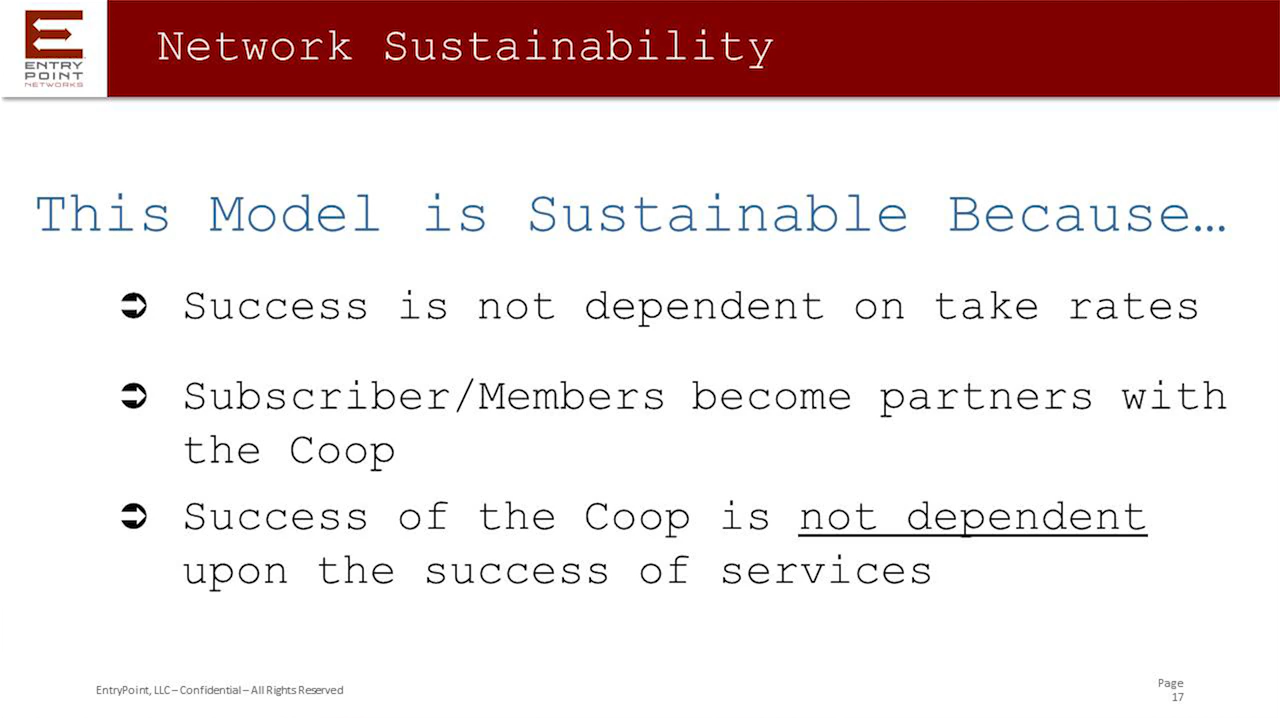 Network Sustainability
ENTRY
POINT
NETWORKS
This Model is Sustainable Because…
➲ Success is not dependent on take rates
➲ Subscriber/Members become partners with
the Coop
➲ Success of the Coop is not dependent
upon the success of services
EntryPoint, LLC – Confidential – All Rights Reserved
Page
17